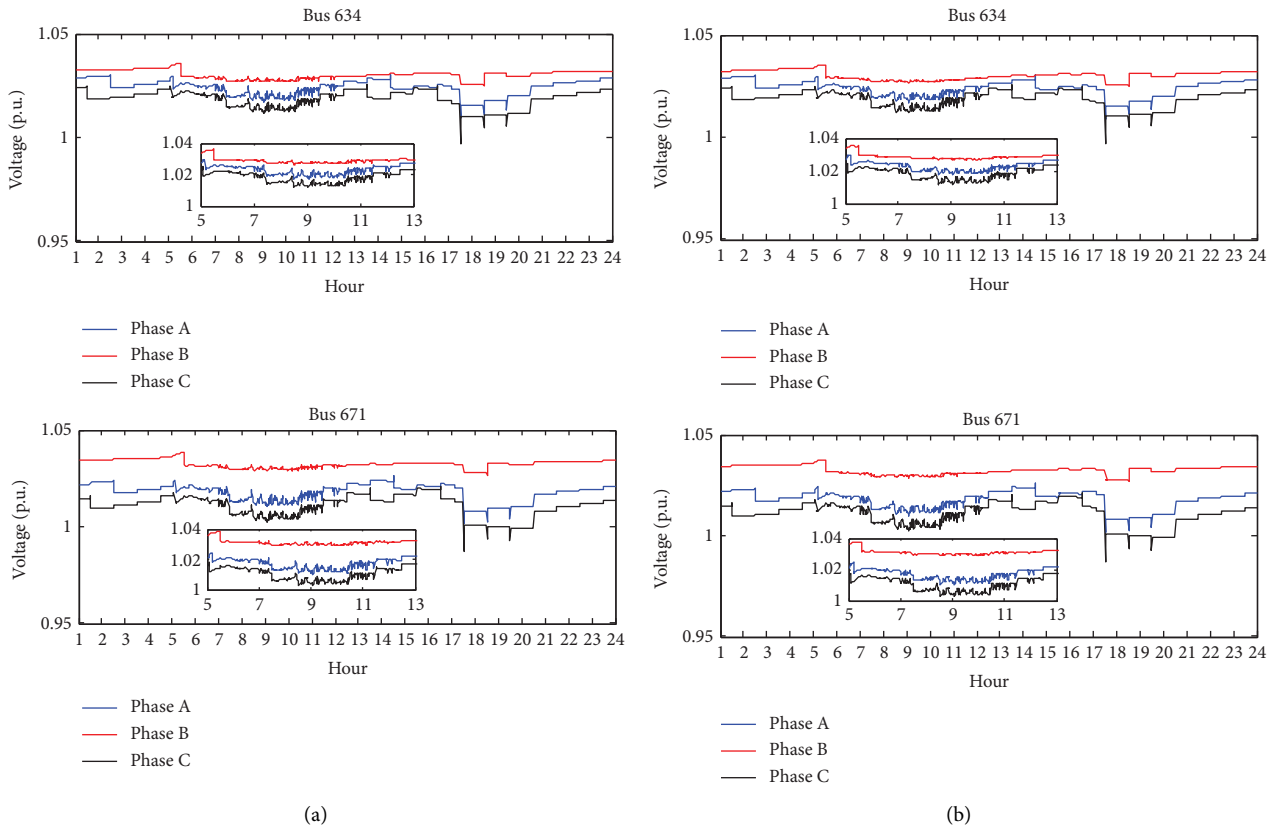 Bus 634
1.05
1
0.95
Voltage (p.u.)
1.04
1.02
1
5 7 9 11 13
1 2 3 4 5 6 7 8 9 10 11 12 13 14 15 16 17 18 19 20 21 22 23 24
Hour
Phase A
Phase B
Phase C
Bus 671
1.05
1
0.95
Voltage (p.u.)
1.04
1.02
1
5 7 9 11 13
1 2 3 4 5 6 7 8 9 10 11 12 13 14 15 16 17 18 19 20 21 22 23 24
Hour
Phase A
Phase B
Phase C
(a)
Bus 634
1.05
1
0.95
Voltage (p.u.)
1.04
1.02
1
5 7 9 11 13
1 2 3 4 5 6 7 8 9 10 11 12 13 14 15 16 17 18 19 20 21 22 23 24
Hour
Phase A
Phase B
Phase C
Bus 671
1.05
1
0.95
Voltage (p.u.)
1.04
1.02
1
5 7 9 11 13
1 2 3 4 5 6 7 8 9 10 11 12 13 14 15 16 17 18 19 20 21 22 23 24
Hour
Phase A
Phase B
Phase C
(b)